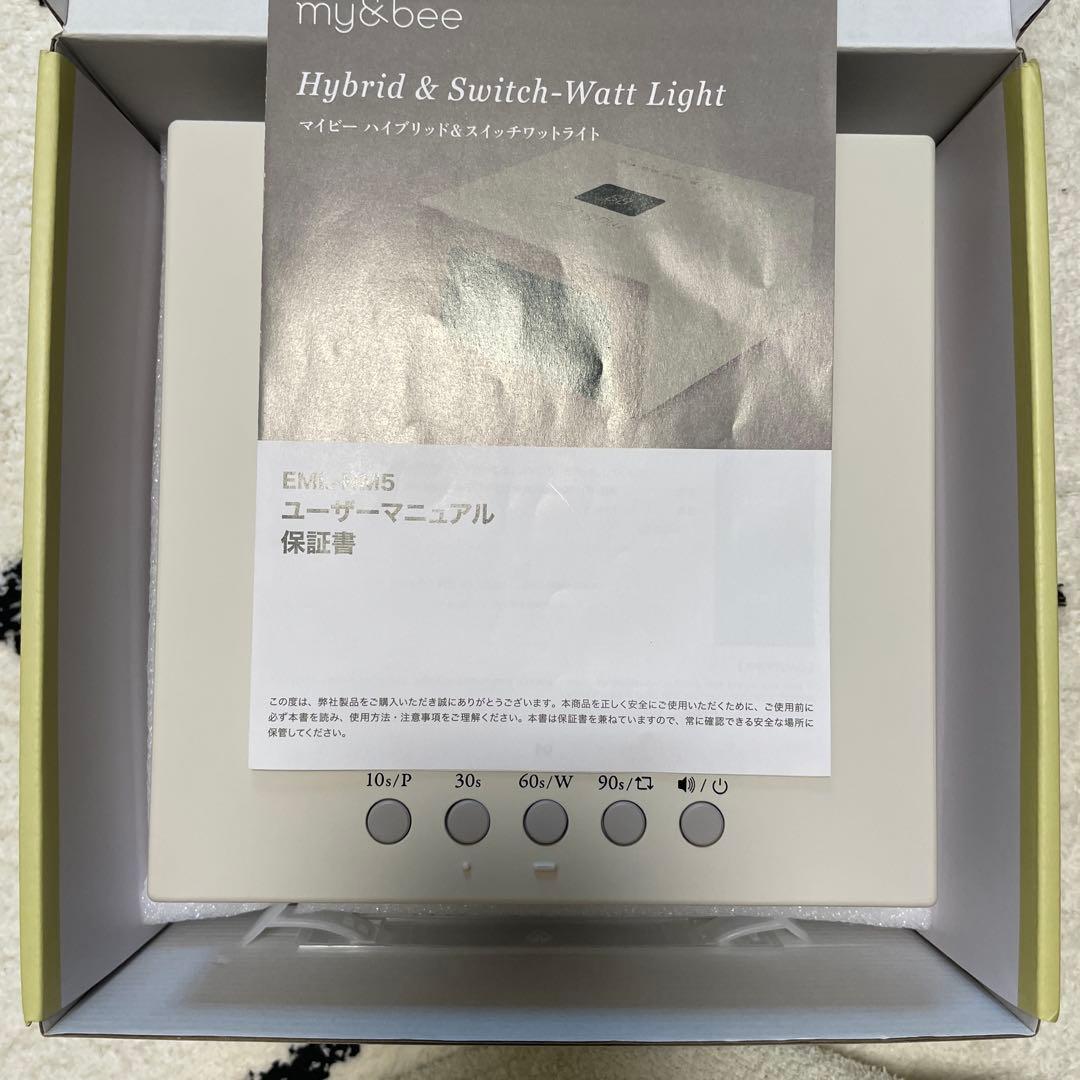 my&bee
Hybrid & Switch-Watt Light
マイビー ハイブリッド&スイッチワットライト
ユーザーマニュアル
保証書
この度は、弊社製品をご購入いただき誠にありがとうございます。本商品を正しく安全にご使用いただくために、ご使用前に
必ず本書を読み、使用方法・注意事項をご理解ください。本書は保証書を兼ねていますので、常に確認できる安全な場所に
保管してください。
10s/P 30s 60s/W 90s/ /